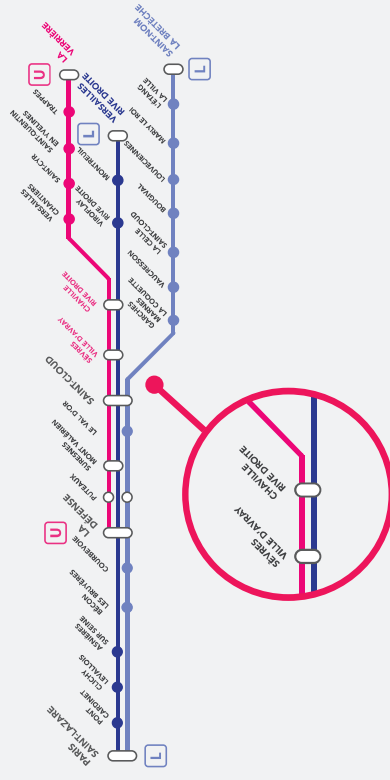 U
LA
VERRIÈRE
TRAPPES
SAINT-QUENTIN
EN YVELINES
SAINT-CYR
VERSAILLES
CHANTIERS
L
VERSAILLES
RIVE DROITE
MONTREUIL
VIROFLAY
RIVE DROITE
L
SAINT-NOM
LA BRETÈCHE
L'ÉTANG
LA VILLE
MARLY LE ROI
LOUVECIENNES
BOUGIVAL
LA CELLE
SAINT-CLOUD
VAUCRESSON
GARCHES
MARNES
LA COQUETTE
CHAVILLE
RIVE DROITE
SÈVRES
VILLE D'AVRAY
SAINT-CLOUD
LE VAL D'OR
SURESNES
MONT VALÉRIEN
PUTEAUX
LA
DÉFENSE
U
COURBEVOIE
BÉCON
LES BRUYÈRES
ASNIÈRES
SUR SEINE
CLICHY
LEVALLOIS
PONT
CARDINET
PARIS
SAINT-LAZARE
L
CHAVILLE
RIVE DROITE
SÈVRES
VILLE D'AVRAY